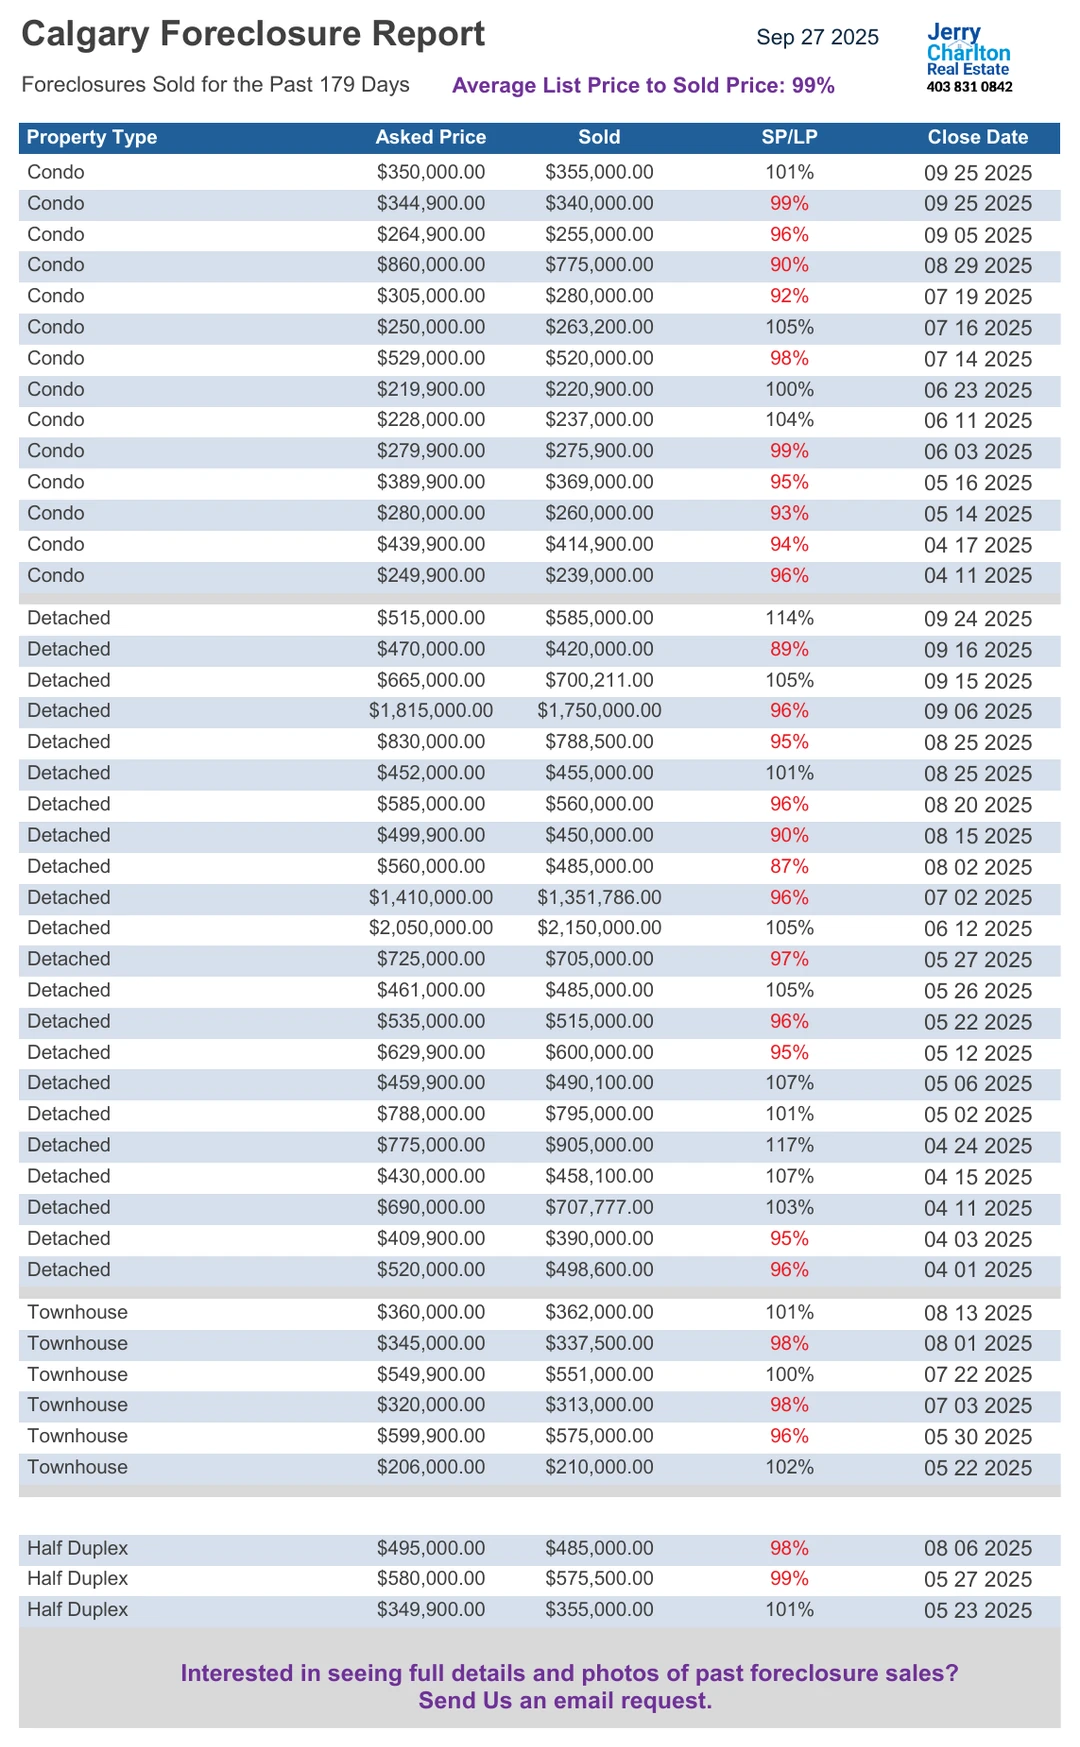 Calgary Foreclosure Report
Sep 27 2025
Jerry
Charlton
Real Estate
403 831 0842
Foreclosures Sold for the Past 179 Days
Average List Price to Sold Price: 99%
Property Type Asked Price Sold SP/LP Close Date
Condo $350,000.00 $355,000.00 101% 09 25 2025
Condo $344,900.00 $340,000.00 99% 09 25 2025
Condo $264,900.00 $255,000.00 96% 09 05 2025
Condo $860,000.00 $775,000.00 90% 08 29 2025
Condo $305,000.00 $280,000.00 92% 07 19 2025
Condo $250,000.00 $263,200.00 105% 07 16 2025
Condo $529,000.00 $520,000.00 98% 07 14 2025
Condo $219,900.00 $220,900.00 100% 06 23 2025
Condo $228,000.00 $237,000.00 104% 06 11 2025
Condo $279,900.00 $275,900.00 99% 06 03 2025
Condo $389,900.00 $369,000.00 95% 05 16 2025
Condo $280,000.00 $260,000.00 93% 05 14 2025
Condo $439,900.00 $414,900.00 94% 04 17 2025
Condo $249,900.00 $239,000.00 96% 04 11 2025
Detached $515,000.00 $585,000.00 114% 09 24 2025
Detached $470,000.00 $420,000.00 89% 09 16 2025
Detached $665,000.00 $700,211.00 105% 09 15 2025
Detached $1,815,000.00 $1,750,000.00 96% 09 06 2025
Detached $830,000.00 $788,500.00 95% 08 25 2025
Detached $452,000.00 $455,000.00 101% 08 25 2025
Detached $585,000.00 $560,000.00 96% 08 20 2025
Detached $499,900.00 $450,000.00 90% 08 15 2025
Detached $560,000.00 $485,000.00 87% 08 02 2025
Detached $1,410,000.00 $1,351,786.00 96% 07 02 2025
Detached $2,050,000.00 $2,150,000.00 105% 06 12 2025
Detached $725,000.00 $705,000.00 97% 05 27 2025
Detached $461,000.00 $485,000.00 105% 05 26 2025
Detached $535,000.00 $515,000.00 96% 05 22 2025
Detached $629,900.00 $600,000.00 95% 05 12 2025
Detached $459,900.00 $490,100.00 107% 05 06 2025
Detached $788,000.00 $795,000.00 101% 05 02 2025
Detached $775,000.00 $905,000.00 117% 04 24 2025
Detached $430,000.00 $458,100.00 107% 04 15 2025
Detached $690,000.00 $707,777.00 103% 04 11 2025
Detached $409,900.00 $390,000.00 95% 04 03 2025
Detached $520,000.00 $498,600.00 96% 04 01 2025
Townhouse $360,000.00 $362,000.00 101% 08 13 2025
Townhouse $345,000.00 $337,500.00 98% 08 01 2025
Townhouse $549,900.00 $551,000.00 100% 07 22 2025
Townhouse $320,000.00 $313,000.00 98% 07 03 2025
Townhouse $599,900.00 $575,000.00 96% 05 30 2025
Townhouse $206,000.00 $210,000.00 102% 05 22 2025
Half Duplex $495,000.00 $485,000.00 98% 08 06 2025
Half Duplex $580,000.00 $575,500.00 99% 05 27 2025
Half Duplex $349,900.00 $355,000.00 101% 05 23 2025
Interested in seeing full details and photos of past foreclosure sales?
Send Us an email request.